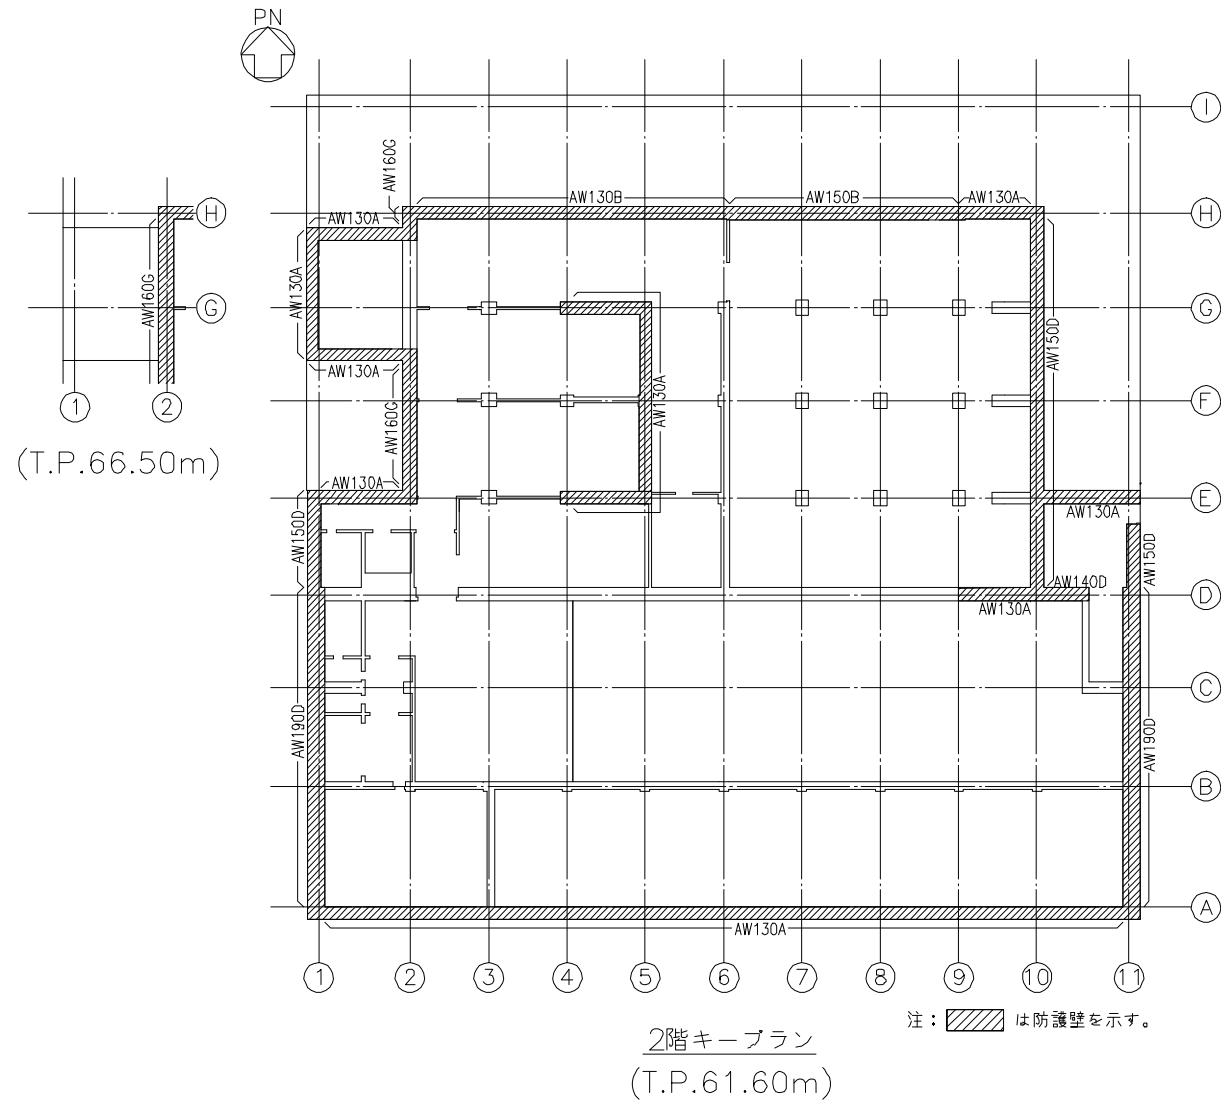 PN
I
AW160G
AW130A
AW130B
AW150B
AW130A
H
H
AW160G
AW130A
G
G
AW150D
1
2
AW130A
AW130A
F
(T.P.66.50m)
AW160G
AW130A
E
AW130A
AW150D
AW150D
AW140D
D
AW130A
C
AW190D
AW190D
B
A
AW130A
1
2
3
4
5
6
7
8
9
10
11
注：
は防護壁を示す。
2階キープラン
(T.P.61.60m)